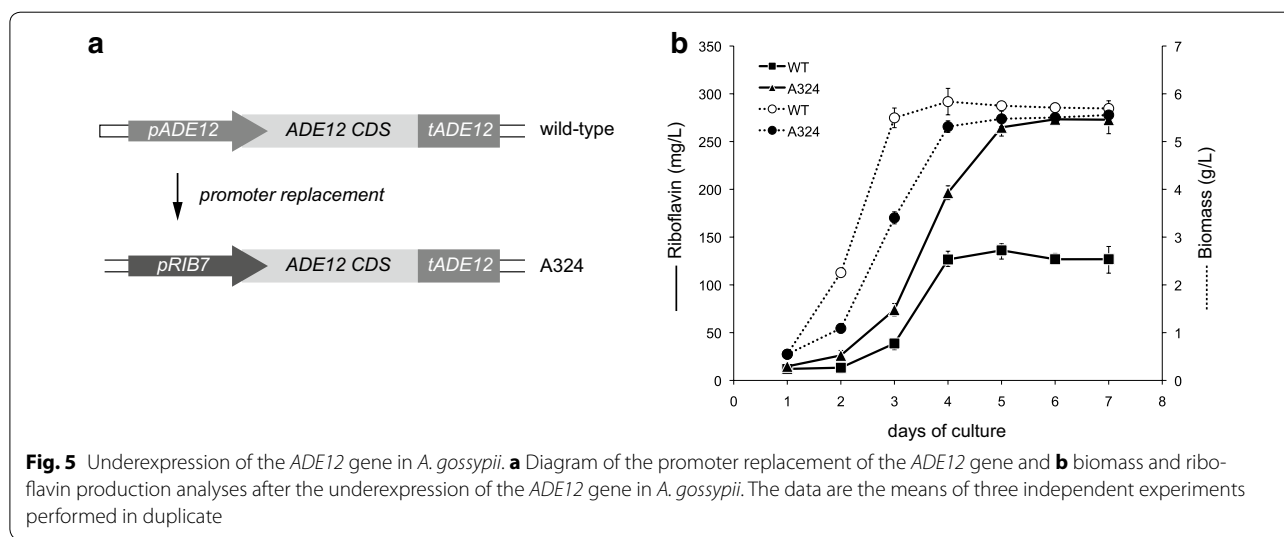 a
pADE12 ADE12 CDS tADE12 wild-type
promoter replacement
pRIB7 ADE12 CDS tADE12 A324
b
350
300
250
200
150
100
50
0
Riboflavin (mg/L)
WT
A324
WT
A324
7
6
5
4
3
2
1
0
Biomass (g/L)
0 1 2 3 4 5 6 7 8
days of culture
Fig. 5 Underexpression of the ADE12 gene in A. gossypii. a Diagram of the promoter replacement of the ADE12 gene and b biomass and ribo-
flavin production analyses after the underexpression of the ADE12 gene in A. gossypii. The data are the means of three independent experiments
performed in duplicate